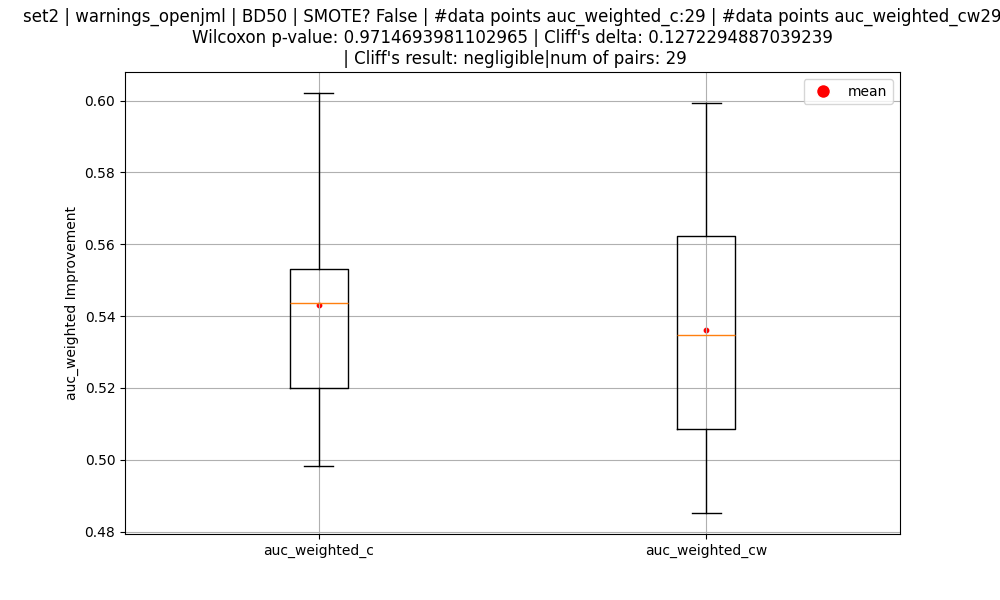 set2 | warnings_openjml | BD50 | SMOTE? False | #data points auc_weighted_c:29 | #data points auc_weighted_cw29
Wilcoxon p-value: 0.9714693981102965 | Cliff's delta: 0.1272294887039239
| Cliff's result: negligible|num of pairs: 29
mean
0.60
0.58
0.56
0.54
0.52
0.50
0.48
auc_weighted Improvement
auc_weighted_c
auc_weighted_cw